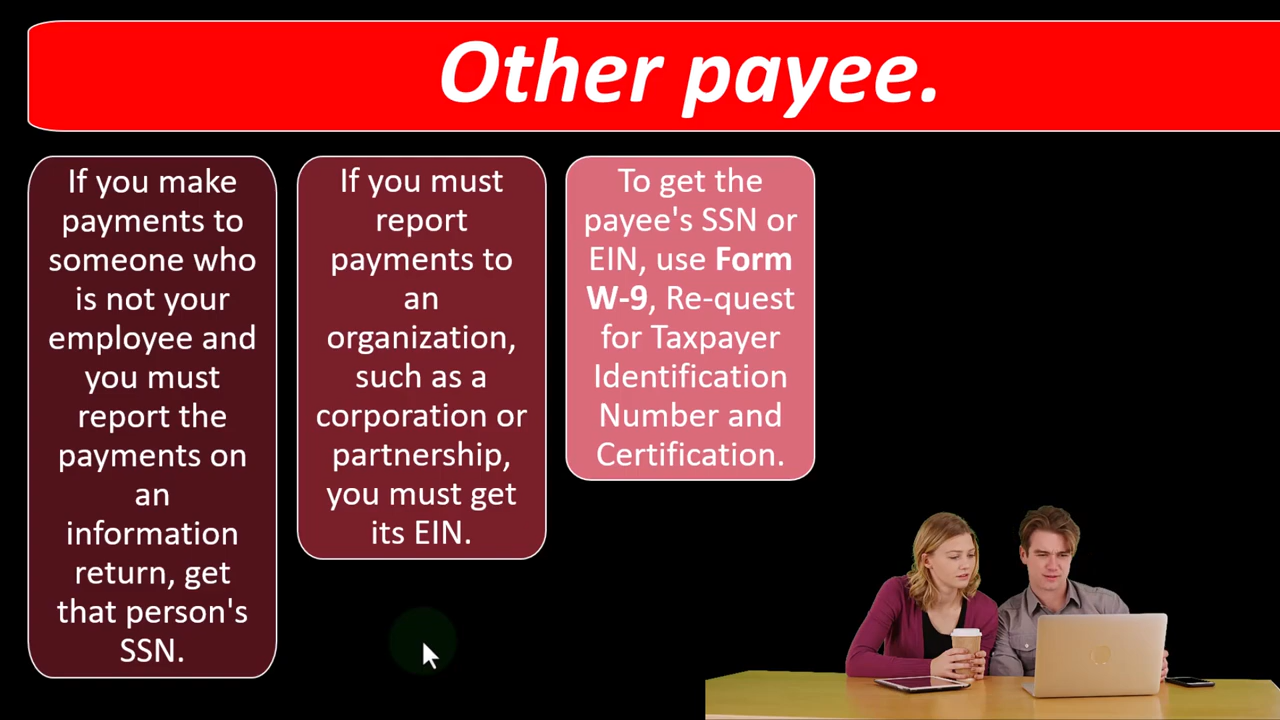 Other payee.
If you make
payments to
someone who
is not your
employee and
you must
report the
payments on
an
information
return, get
that person's
SSN.
If you must
report
payments to
an
organization,
such as a
corporation or
partnership,
you must get
its EIN.
To get the
payee's SSN or
EIN, use Form
W-9, Re-quest
for Taxpayer
Identification
Number and
Certification.